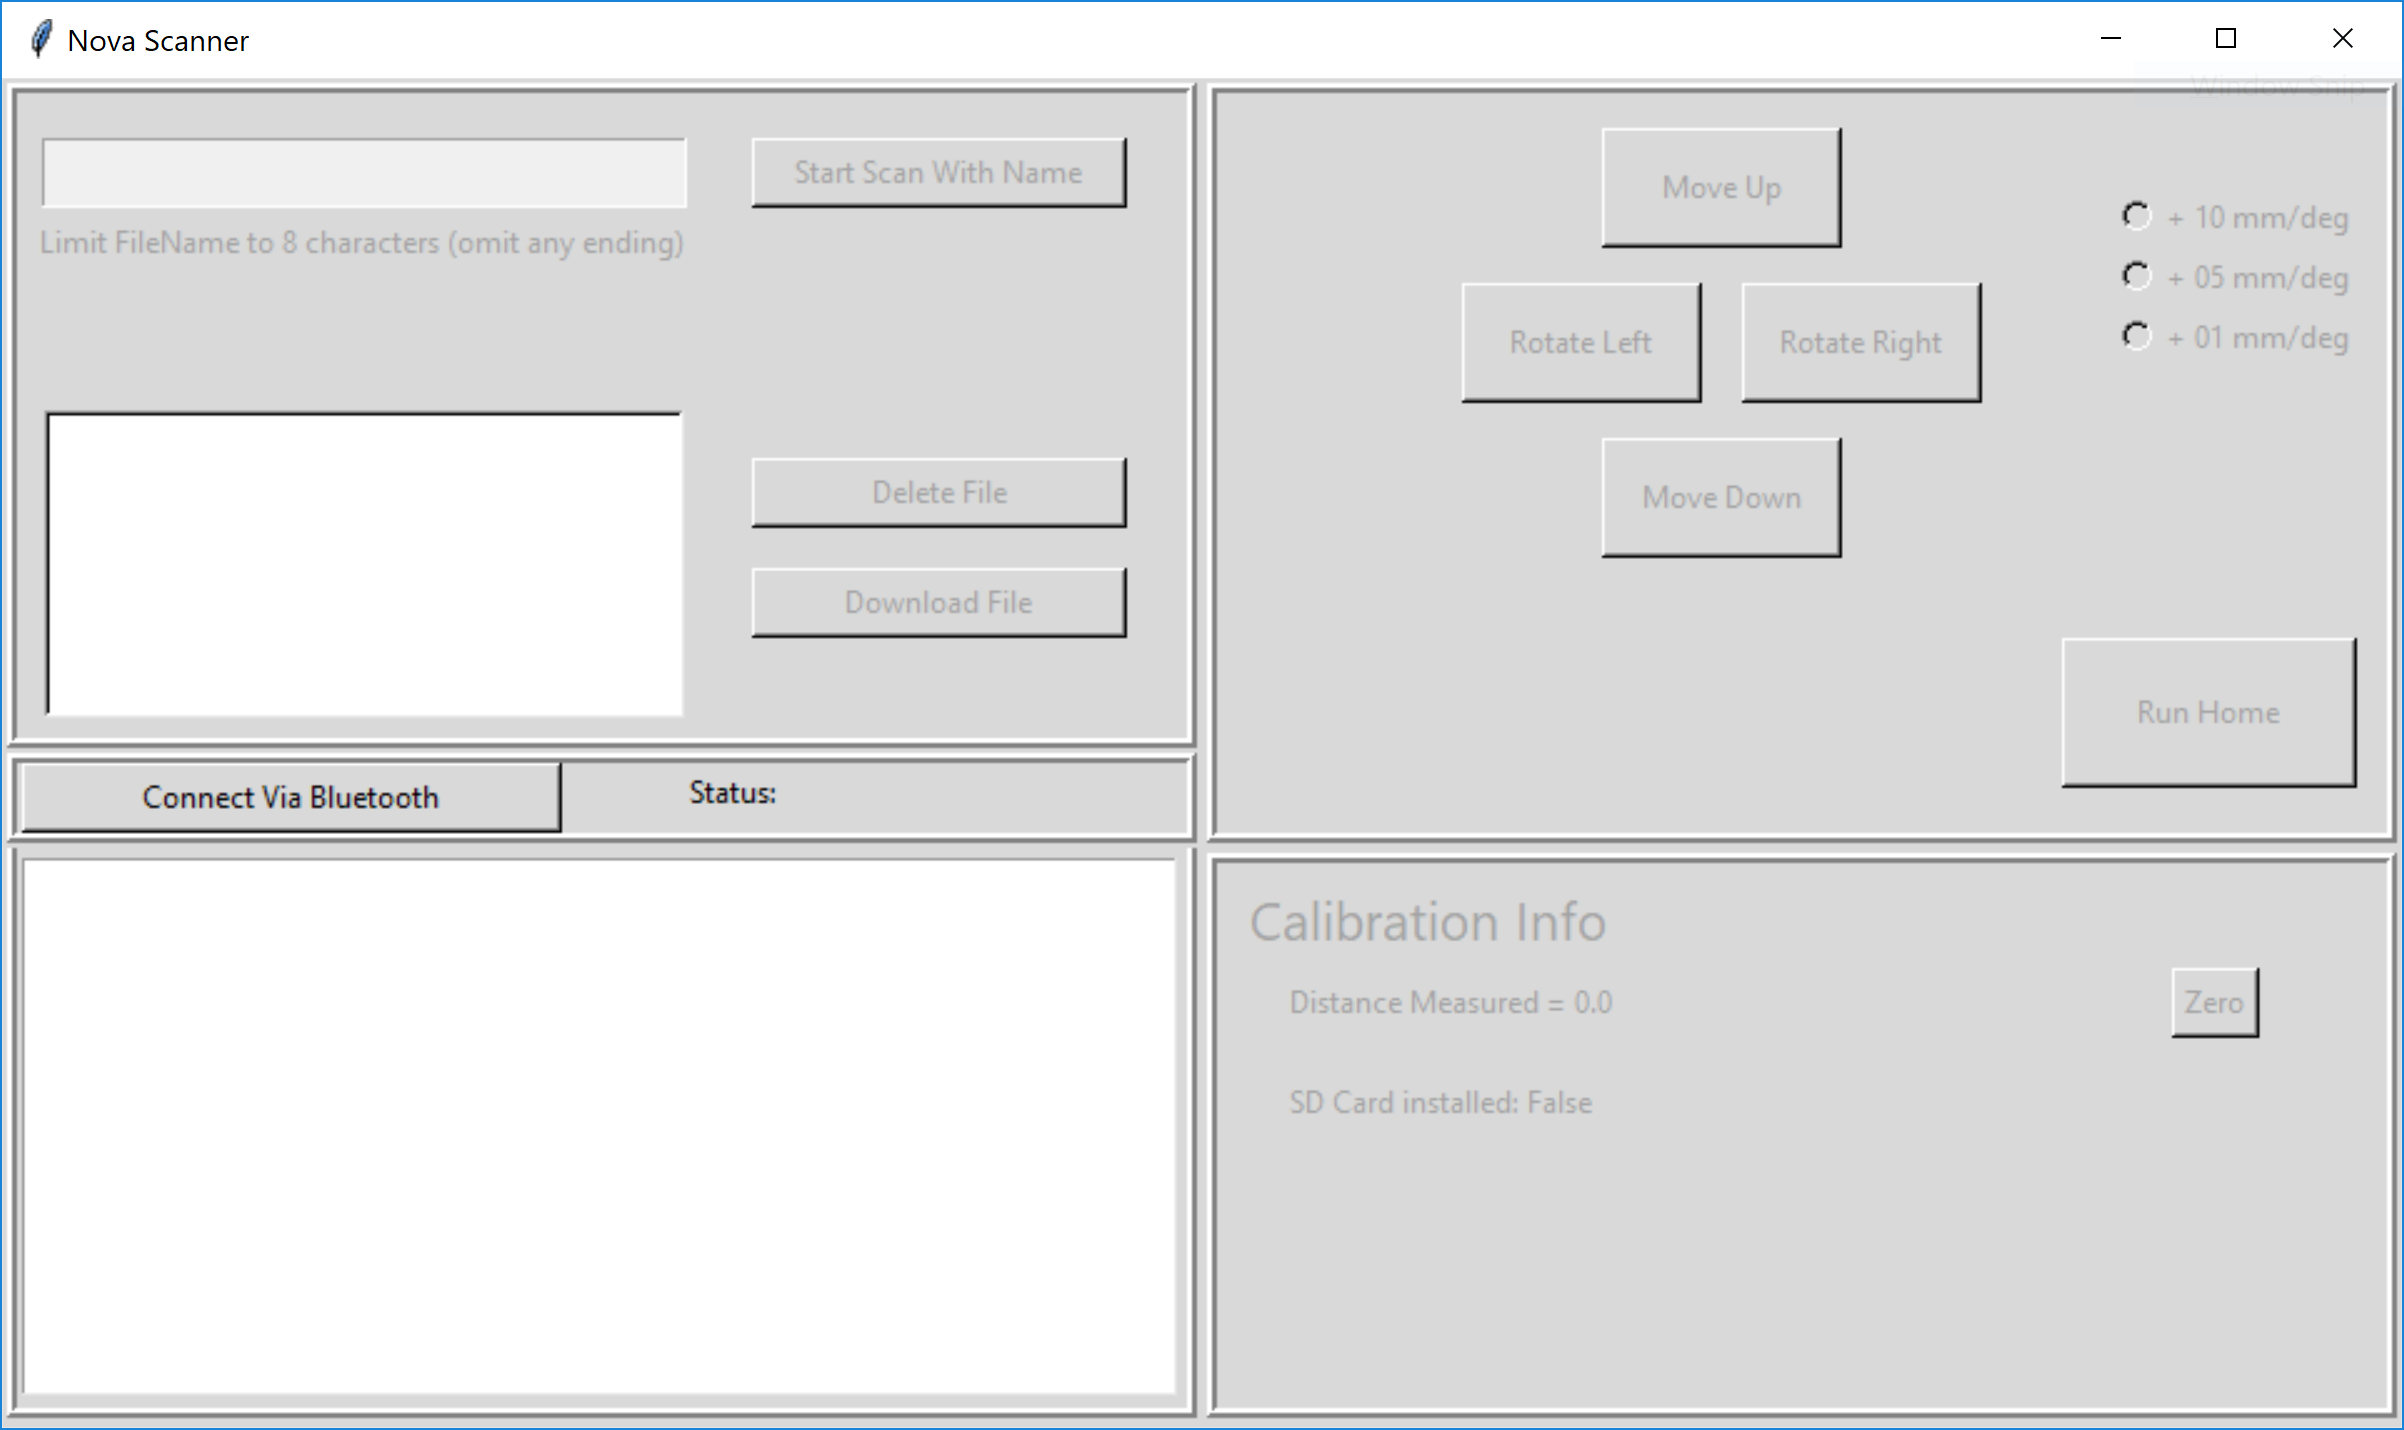 Nova Scanner
Window Snip
Start Scan With Name
Limit FileName to 8 characters (omit any ending)
Delete File
Download File
Connect Via Bluetooth
Status:
Move Up
Rotate Left
Rotate Right
Move Down
+ 10 mm/deg
+ 05 mm/deg
+ 01 mm/deg
Run Home
Calibration Info
Distance Measured = 0.0
Zero
SD Card installed: False